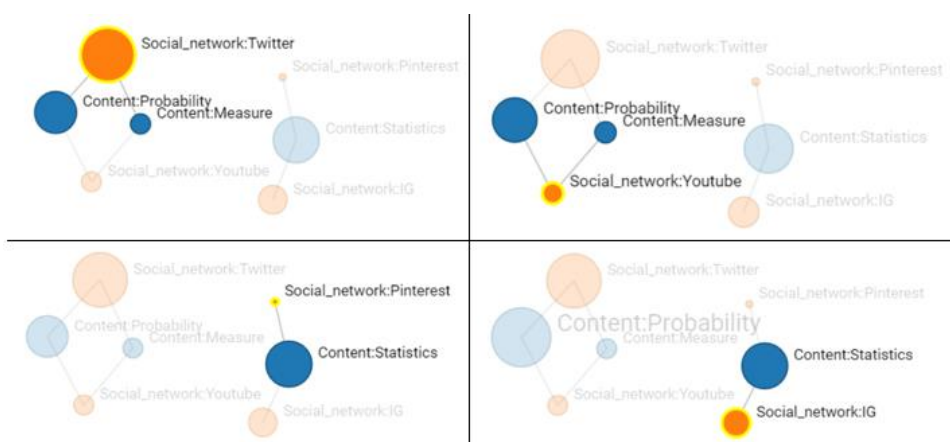 Social_network:Twitter
Social_network:Pinterest
Content:Probability
Content:Measure
Content:Statistics
Social_network:Youtube
Social_network:IG
Social_network:Twitter
Social_network:Pinterest
Content:Probability
Content:Measure
Content:Statistics
Social_network:Youtube
Social_network:IG
Social_network:Twitter
Social_network:Pinterest
Content:Probability
Content:Measure
Content:Statistics
Social_network:Youtube
Social_network:IG
Social_network:Twitter
Social_network:Pinterest
Content:Probability
Content:Measure
Content:Statistics
Social_network:Youtube
Social_network:IG